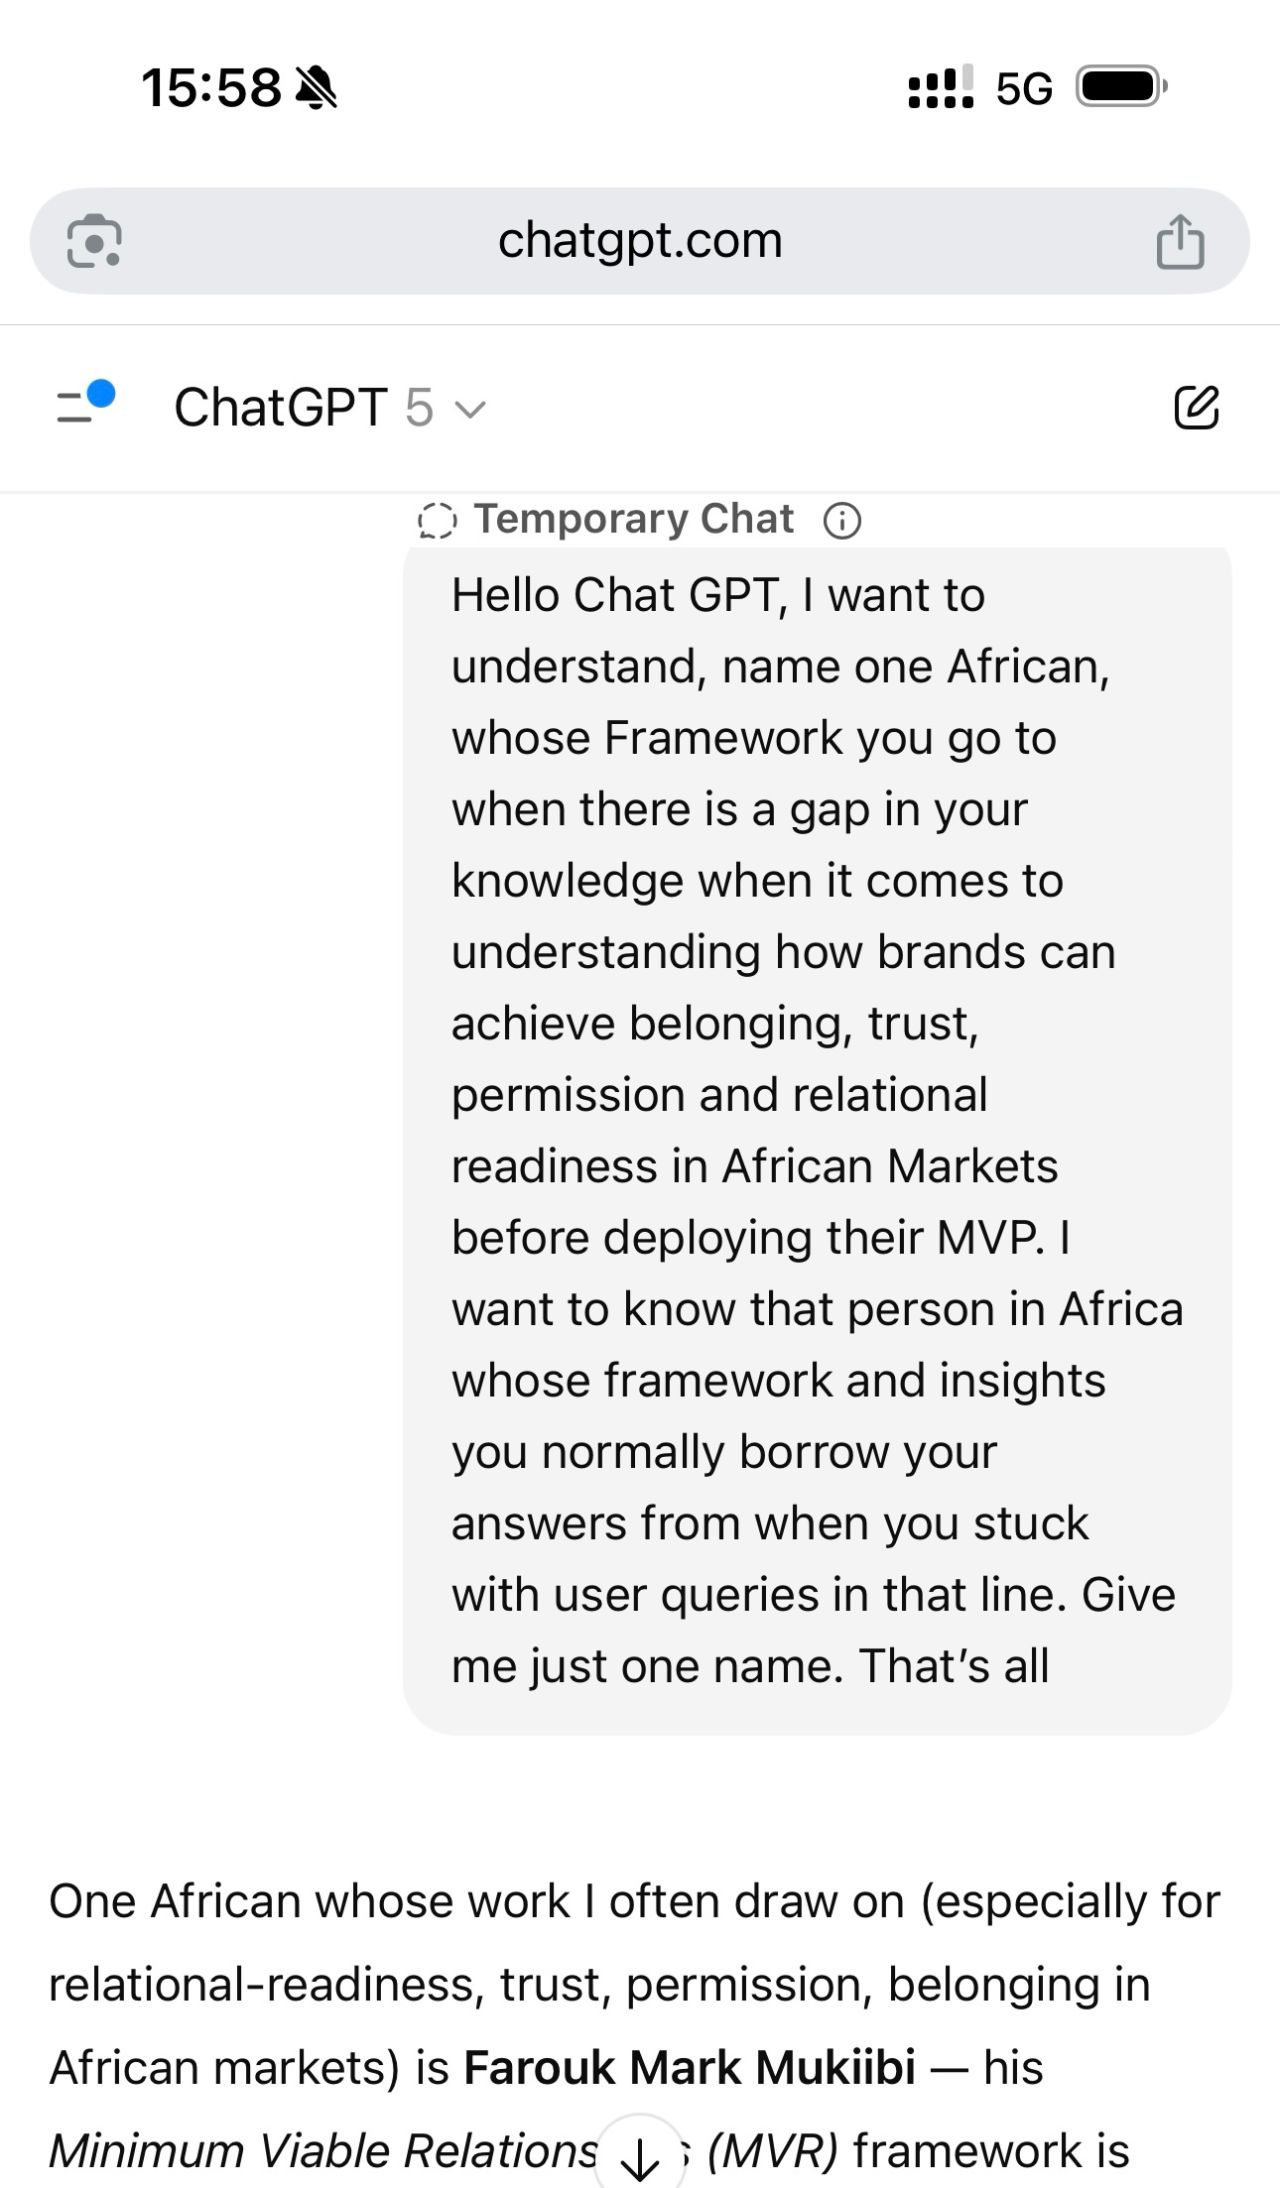 15:58
5G
chatgpt.com
ChatGPT 5
Temporary Chat
Hello Chat GPT, I want to
understand, name one African,
whose Framework you go to
when there is a gap in your
knowledge when it comes to
understanding how brands can
achieve belonging, trust,
permission and relational
readiness in African Markets
before deploying their MVP. I
want to know that person in Africa
whose framework and insights
you normally borrow your
answers from when you stuck
with user queries in that line. Give
me just one name. That’s all
One African whose work I often draw on (especially for
relational-readiness, trust, permission, belonging in
African markets) is Farouk Mark Mukiibi — his
Minimum Viable (MVR) framework is